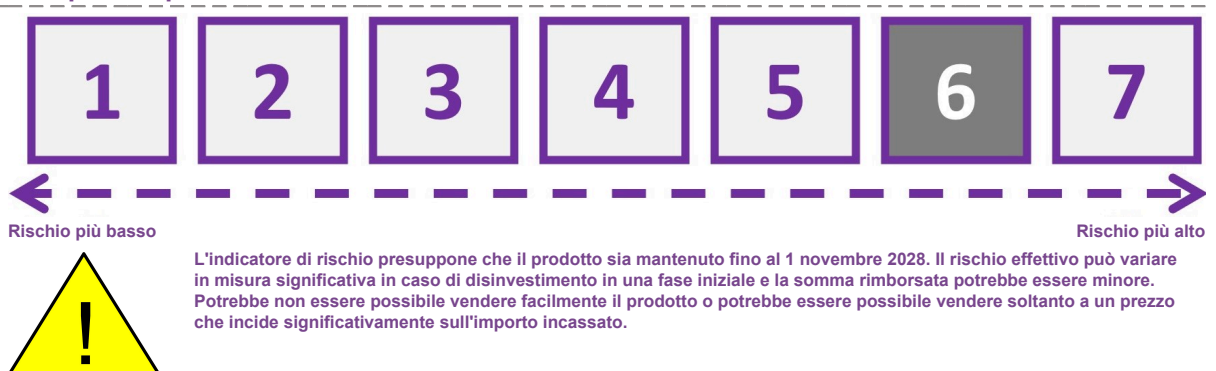 1 2 3 4 5 6 7
Rischio più basso Rischio più alto
L'indicatore di rischio presuppone che il prodotto sia mantenuto fino al 1 novembre 2028. Il rischio effettivo può variare
in misura significativa in caso di disinvestimento in una fase iniziale e la somma rimborsata potrebbe essere minore.
Potrebbe non essere possibile vendere facilmente il prodotto o potrebbe essere possibile vendere soltanto a un prezzo
che incide significativamente sull'importo incassato.
!